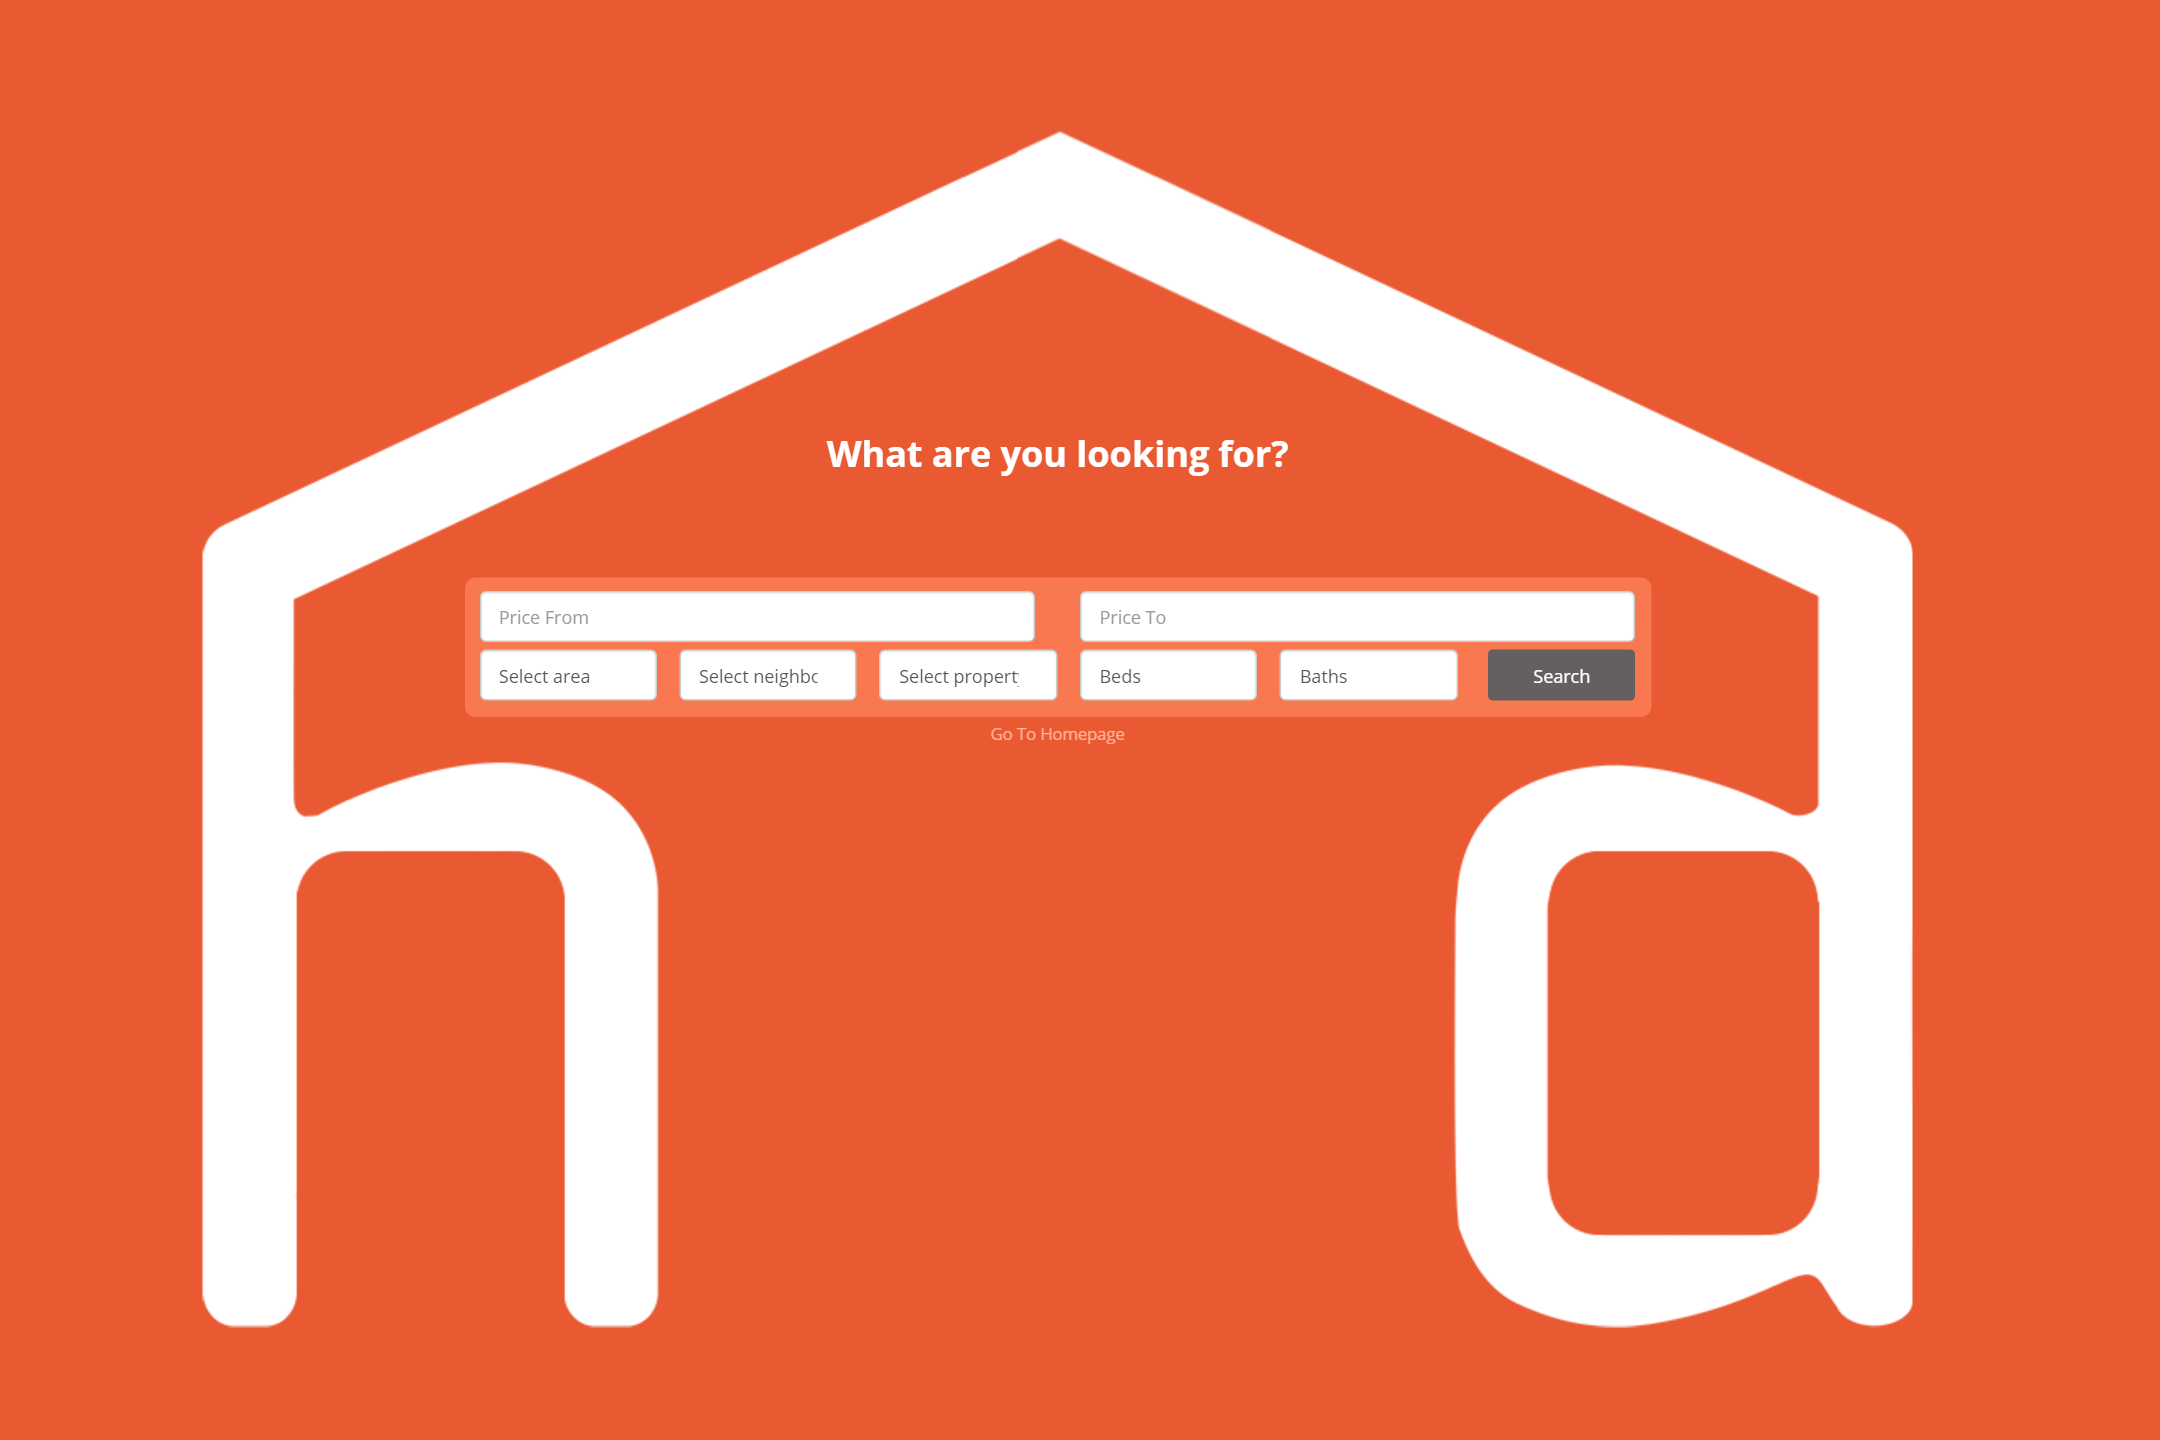 What are you looking for?
Price From Price To
Select area Select neighbc Select property Beds Baths Search
Go To Homepage